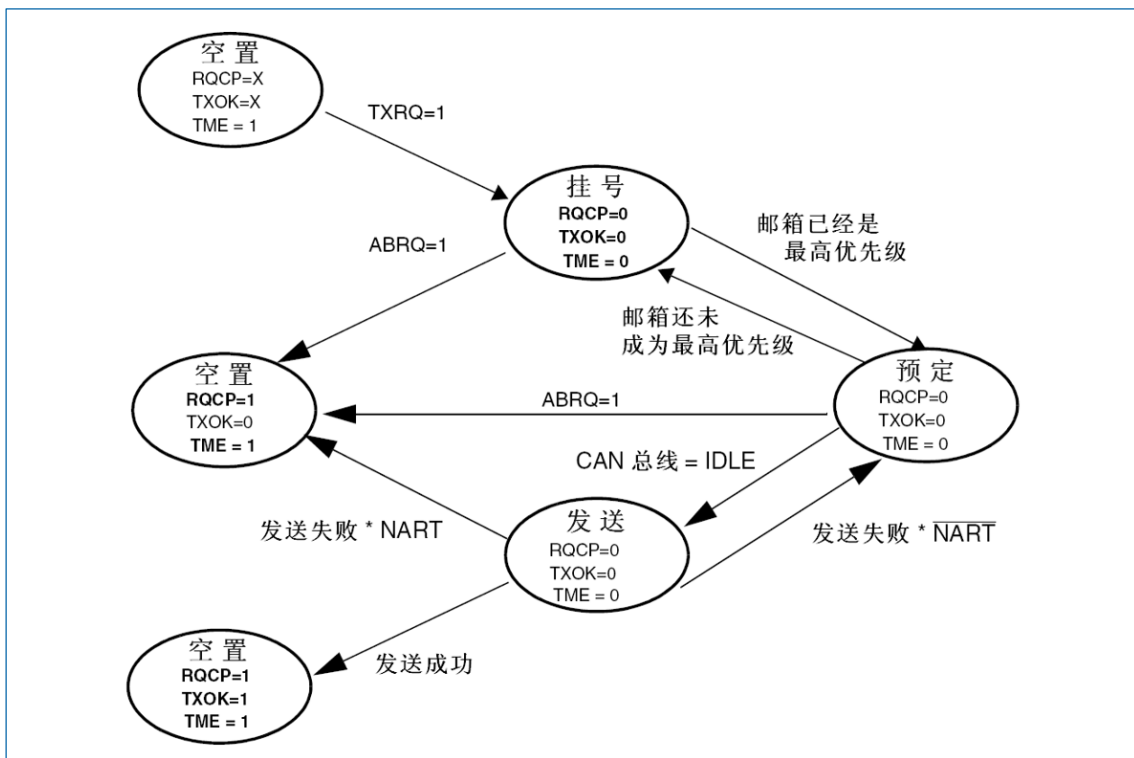 空置
RQCP=X
TXOK=X
TME = 1
TXRQ=1
挂号
RQCP=0
TXOK=0
TME = 0
ABRQ=1
邮箱已经是
最高优先级
邮箱还未
成为最高优先级
空置
RQCP=1
TXOK=0
TME = 1
ABRQ=1
预定
RQCP=0
TXOK=0
TME = 0
CAN 总线 = IDLE
发送失败 * NART
发送
RQCP=0
TXOK=0
TME = 0
发送失败 * N̅A̅R̅T̅
空置
RQCP=1
TXOK=1
TME = 1
发送成功